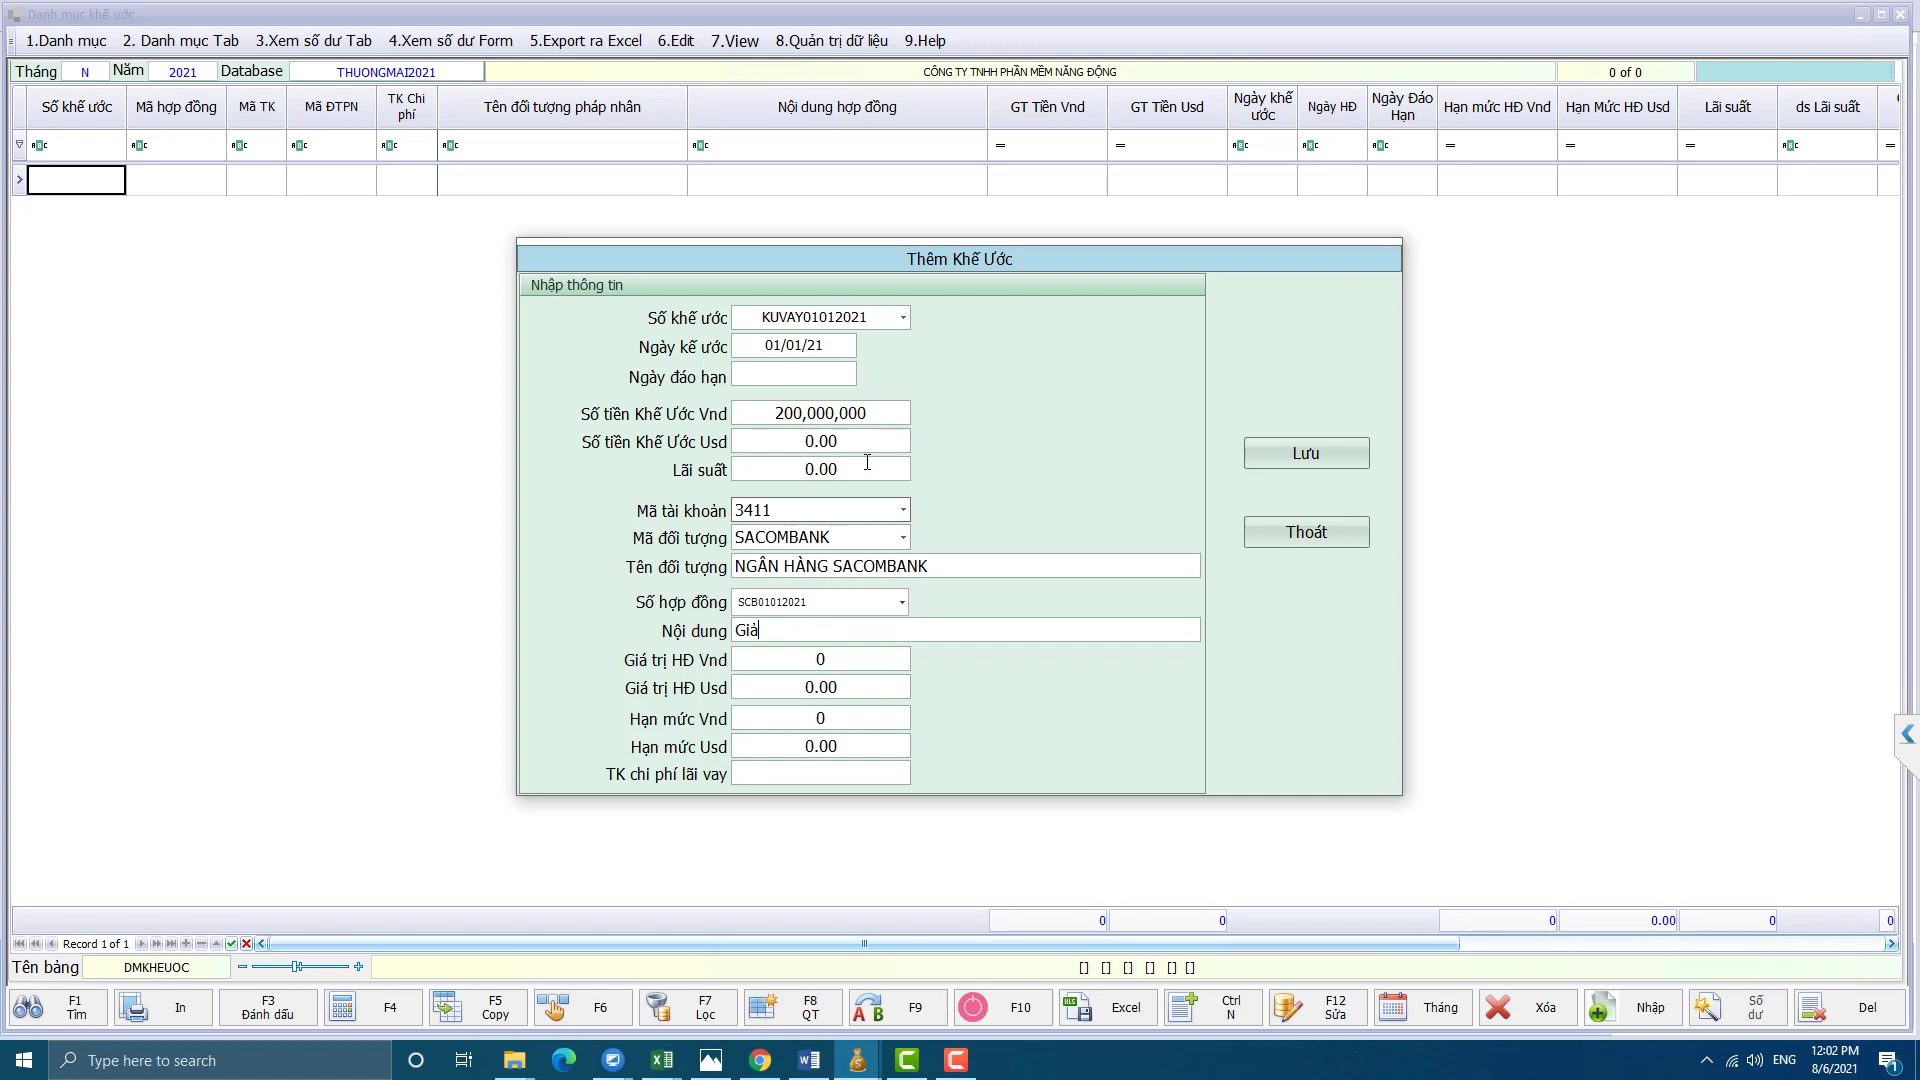 Danh mục khế ước
1.Danh mục 2. Danh mục Tab 3.Xem số dư Tab 4.Xem số dư Form 5.Export ra Excel 6.Edit 7.View 8.Quản trị dữ liệu 9.Help
Tháng N Năm 2021 Database THUONGMAI2021 CÔNG TY TNHH PHẦN MỀM NĂNG ĐỘNG 0 of 0
Số khế ước Mã hợp đồng Mã TK Mã ĐTPN TK Chi phí Tên đối tượng pháp nhân Nội dung hợp đồng GT Tiền Vnd GT Tiền Usd Ngày khế ước Ngày HĐ Ngày Đáo Hạn Hạn mức HĐ Vnd Hạn Mức HĐ Usd Lãi suất ds Lãi suất
Thêm Khế Ước
Nhập thông tin
Số khế ước KUVAY01012021
Ngày kế ước 01/01/21
Ngày đáo hạn
Số tiền Khế Ước Vnd 200,000,000
Số tiền Khế Ước Usd 0.00
Lãi suất 0.00
Mã tài khoản 3411
Mã đối tượng SACOMBANK
Tên đối tượng NGÂN HÀNG SACOMBANK
Số hợp đồng SCB01012021
Nội dung Giả
Giá trị HĐ Vnd 0
Giá trị HĐ Usd 0.00
Hạn mức Vnd 0
Hạn mức Usd 0.00
TK chi phí lãi vay
Lưu
Thoát
0 0 0 0.00 0 0
Record 1 of 1
Tên bảng DMKHEUOC [] [] [] [] [] []
F1 Tìm In F3 Đánh dấu F4 F5 Copy F6 F7 Lọc F8 QT F9 F10 Excel Ctrl N F12 Sửa Tháng Xóa Nhập Số dư Del
Type here to search
ENG
12:02 PM
8/6/2021
1